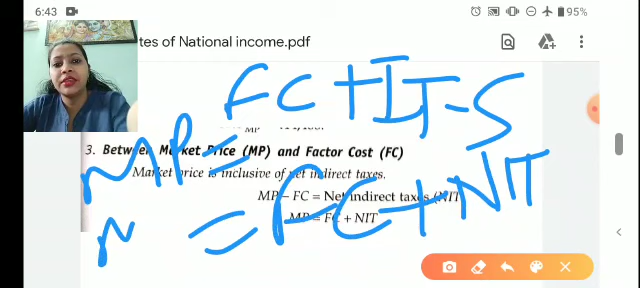 6:43
95%
tes of National income.pdf
FC + IT - S
MP =
3. Between Market Price (MP) and Factor Cost (FC)
Market price is inclusive of net indirect taxes.
MP – FC = Net indirect taxes (NIT
MP = FC + NIT
= FC + NIT